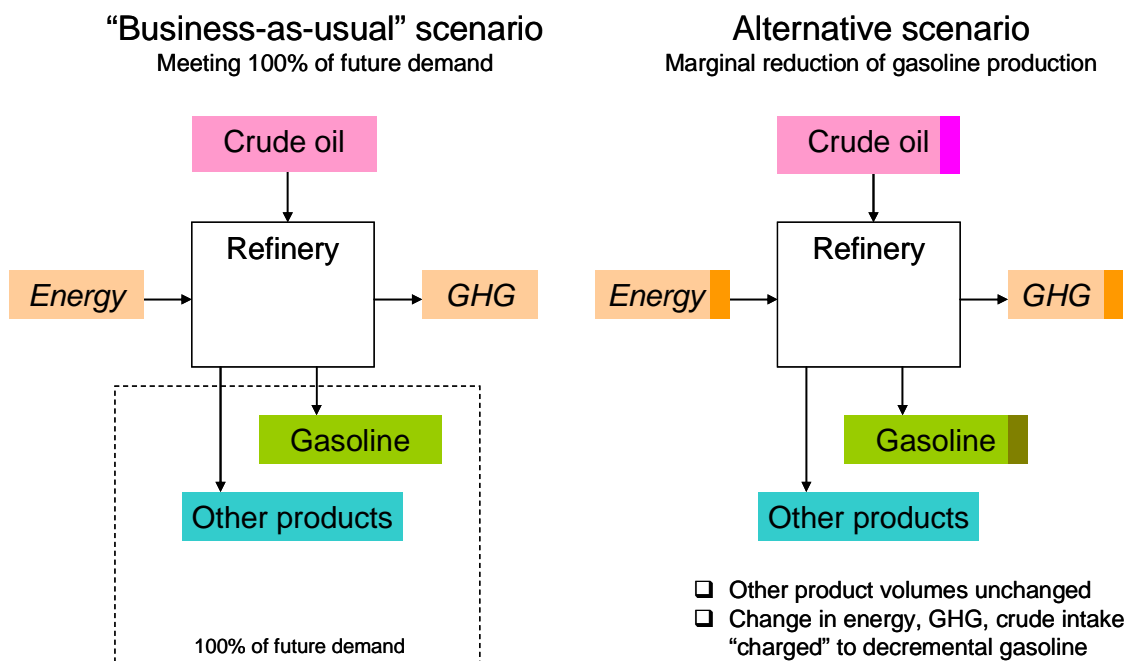 “Business-as-usual” scenario
Meeting 100% of future demand
Crude oil
Refinery
Energy
GHG
Gasoline
Other products
100% of future demand
Alternative scenario
Marginal reduction of gasoline production
Crude oil
Refinery
Energy
GHG
Gasoline
Other products
❑ Other product volumes unchanged
❑ Change in energy, GHG, crude intake
“charged” to decremental gasoline